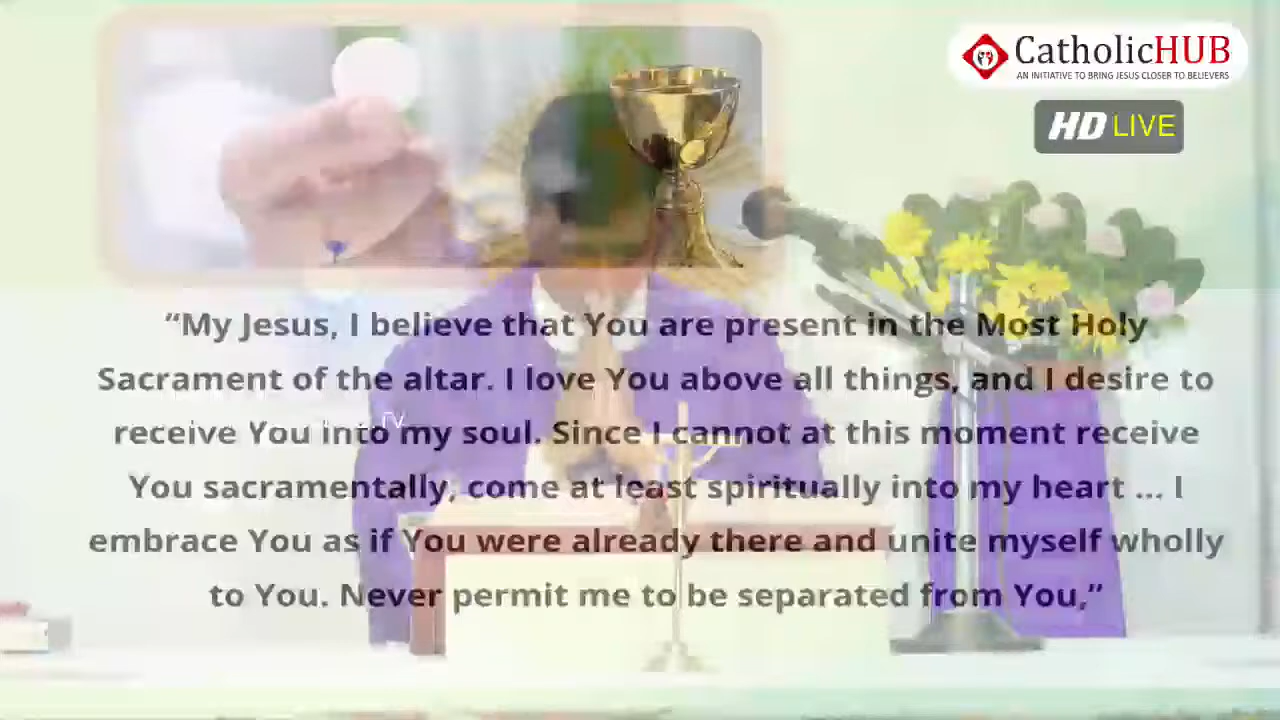 CatholicHUB
AN INITIATIVE TO BRING JESUS CLOSER TO BELIEVERS
HD LIVE
“My Jesus, I believe that You are present in the Most Holy
Sacrament of the altar. I love You above all things, and I desire to
receive You into my soul. Since I cannot at this moment receive
You sacramentally, come at least spiritually into my heart ... I
embrace You as if You were already there and unite myself wholly
to You. Never permit me to be separated from You,”